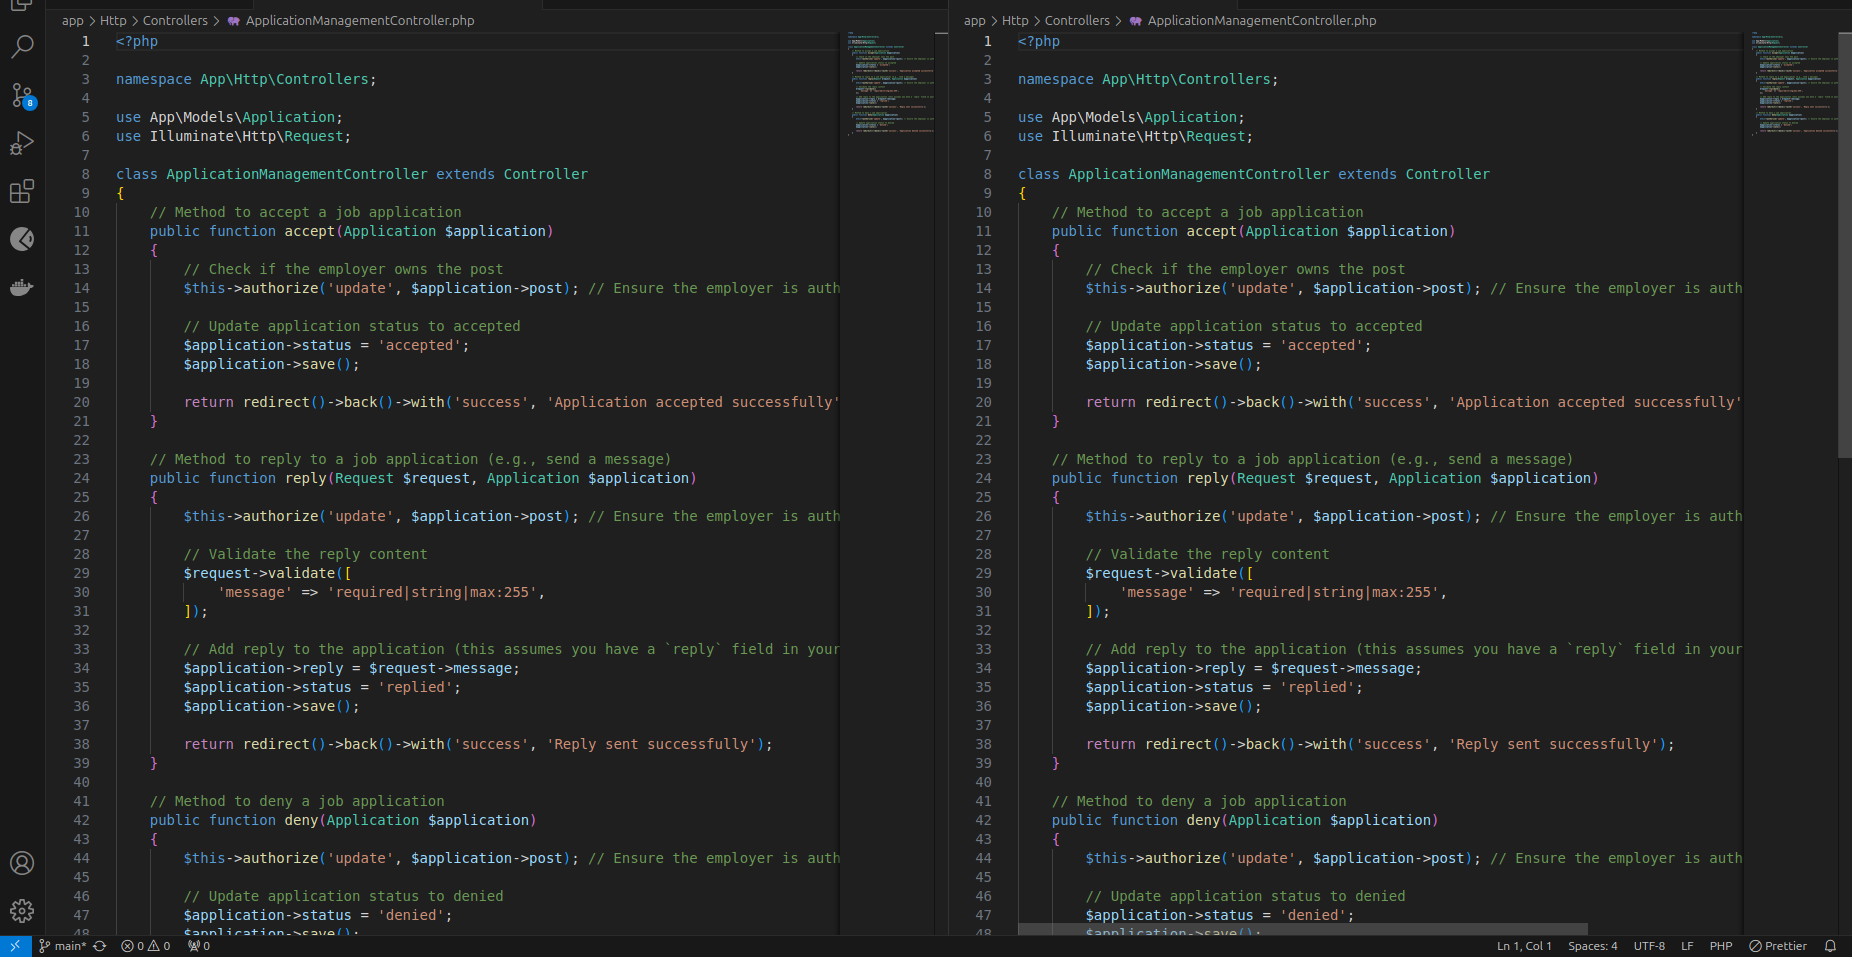 app > Http > Controllers > ApplicationManagementController.php
1 <?php
2
3 namespace App\Http\Controllers;
4
5 use App\Models\Application;
6 use Illuminate\Http\Request;
7
8 class ApplicationManagementController extends Controller
9 {
10 // Method to accept a job application
11 public function accept(Application $application)
12 {
13 // Check if the employer owns the post
14 $this->authorize('update', $application->post); // Ensure the employer is auth
15
16 // Update application status to accepted
17 $application->status = 'accepted';
18 $application->save();
19
20 return redirect()->back()->with('success', 'Application accepted successfully'
21 }
22
23 // Method to reply to a job application (e.g., send a message)
24 public function reply(Request $request, Application $application)
25 {
26 $this->authorize('update', $application->post); // Ensure the employer is auth
27
28 // Validate the reply content
29 $request->validate([
30 'message' => 'required|string|max:255',
31 ]);
32
33 // Add reply to the application (this assumes you have a `reply` field in your
34 $application->reply = $request->message;
35 $application->status = 'replied';
36 $application->save();
37
38 return redirect()->back()->with('success', 'Reply sent successfully');
39 }
40
41 // Method to deny a job application
42 public function deny(Application $application)
43 {
44 $this->authorize('update', $application->post); // Ensure the employer is auth
45
46 // Update application status to denied
47 $application->status = 'denied';
48 $application->save();
app > Http > Controllers > ApplicationManagementController.php
1 <?php
2
3 namespace App\Http\Controllers;
4
5 use App\Models\Application;
6 use Illuminate\Http\Request;
7
8 class ApplicationManagementController extends Controller
9 {
10 // Method to accept a job application
11 public function accept(Application $application)
12 {
13 // Check if the employer owns the post
14 $this->authorize('update', $application->post); // Ensure the employer is auth
15
16 // Update application status to accepted
17 $application->status = 'accepted';
18 $application->save();
19
20 return redirect()->back()->with('success', 'Application accepted successfully'
21 }
22
23 // Method to reply to a job application (e.g., send a message)
24 public function reply(Request $request, Application $application)
25 {
26 $this->authorize('update', $application->post); // Ensure the employer is auth
27
28 // Validate the reply content
29 $request->validate([
30 'message' => 'required|string|max:255',
31 ]);
32
33 // Add reply to the application (this assumes you have a `reply` field in your
34 $application->reply = $request->message;
35 $application->status = 'replied';
36 $application->save();
37
38 return redirect()->back()->with('success', 'Reply sent successfully');
39 }
40
41 // Method to deny a job application
42 public function deny(Application $application)
43 {
44 $this->authorize('update', $application->post); // Ensure the employer is auth
45
46 // Update application status to denied
47 $application->status = 'denied';
48 $application->save();
8
main* 0 0 0 Ln 1, Col 1 Spaces: 4 UTF-8 LF PHP Prettier